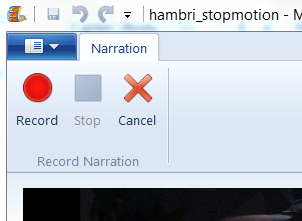 hambri_stopmotion - M
Narration
Record Stop Cancel
Record Narration